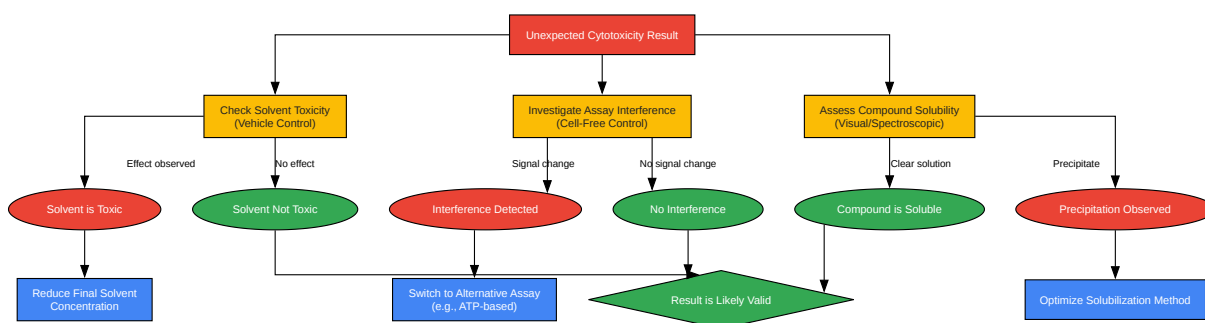 Unexpected Cytotoxicity Result
Check Solvent Toxicity
(Vehicle Control)
Investigate Assay Interference
(Cell-Free Control)
Assess Compound Solubility
(Visual/Spectroscopic)
Effect observed
No effect
Signal change
No signal change
Clear solution
Precipitate
Solvent is Toxic
Solvent Not Toxic
Interference Detected
No Interference
Compound is Soluble
Precipitation Observed
Reduce Final Solvent
Concentration
Switch to Alternative Assay
(e.g., ATP-based)
Result is Likely Valid
Optimize Solubilization Method